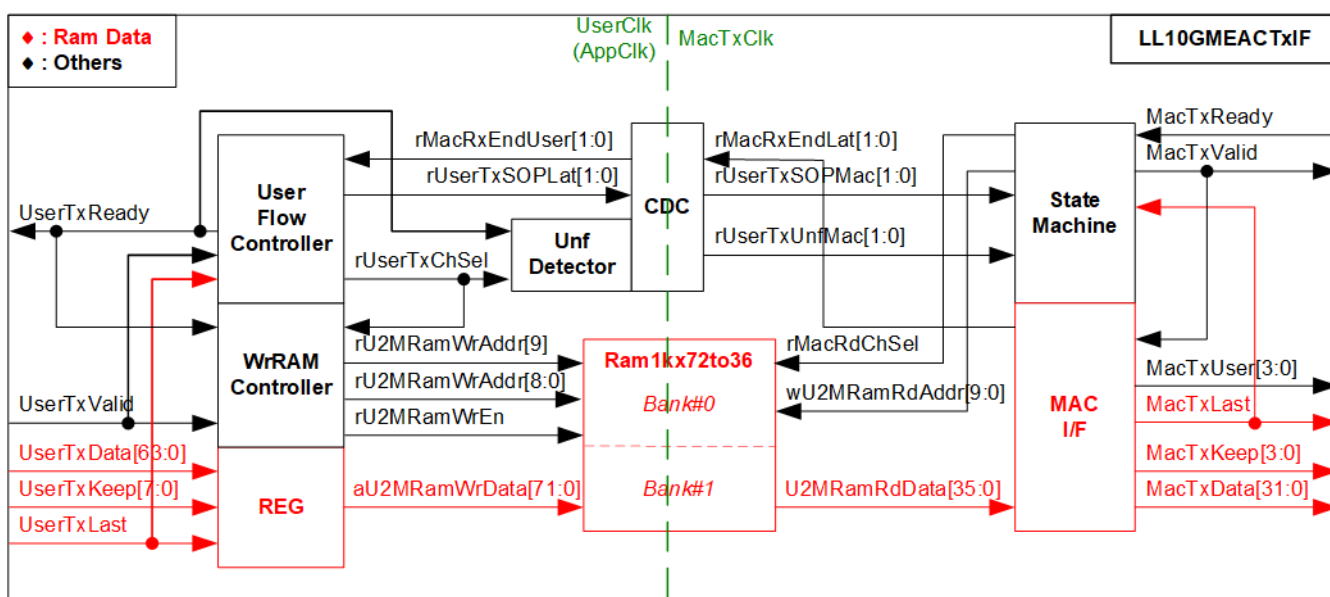 ◆ : Ram Data
◆ : Others
UserClk
(AppClk)
MacTxClk
LL10GMEACTxIF
rMacRxEndUser[1:0]
rUserTxSOPLat[1:0]
User
Flow
Controller
UserTxReady
rUserTxChSel
Unf
Detector
CDC
rMacRxEndLat[1:0]
rUserTxSOPMac[1:0]
rUserTxUnfMac[1:0]
State
Machine
MacTxReady
MacTxValid
WrRAM
Controller
UserTxValid
rU2MRamWrAddr[9]
rU2MRamWrAddr[8:0]
rU2MRamWrEn
Ram1kx72to36
Bank#0
Bank#1
rMacRdChSel
wU2MRamRdAddr[9:0]
MAC
I/F
MacTxUser[3:0]
MacTxLast
MacTxKeep[3:0]
MacTxData[31:0]
UserTxData[63:0]
UserTxKeep[7:0]
UserTxLast
REG
aU2MRamWrData[71:0]
U2MRamRdData[35:0]